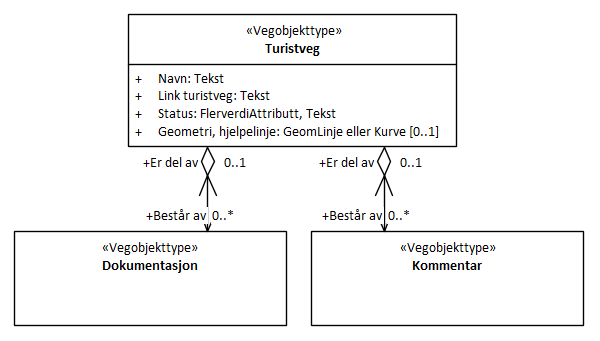 «Vegobjekttype»
Turistveg
+ Navn: Tekst
+ Link turistveg: Tekst
+ Status: FlerverdiAttributt, Tekst
+ Geometri, hjelpelinje: GeomLinje eller Kurve [0..1]
+Er del av 0..1 +Er del av 0..1
+Består av 0..* +Består av 0..*
«Vegobjekttype» «Vegobjekttype»
Dokumentasjon Kommentar